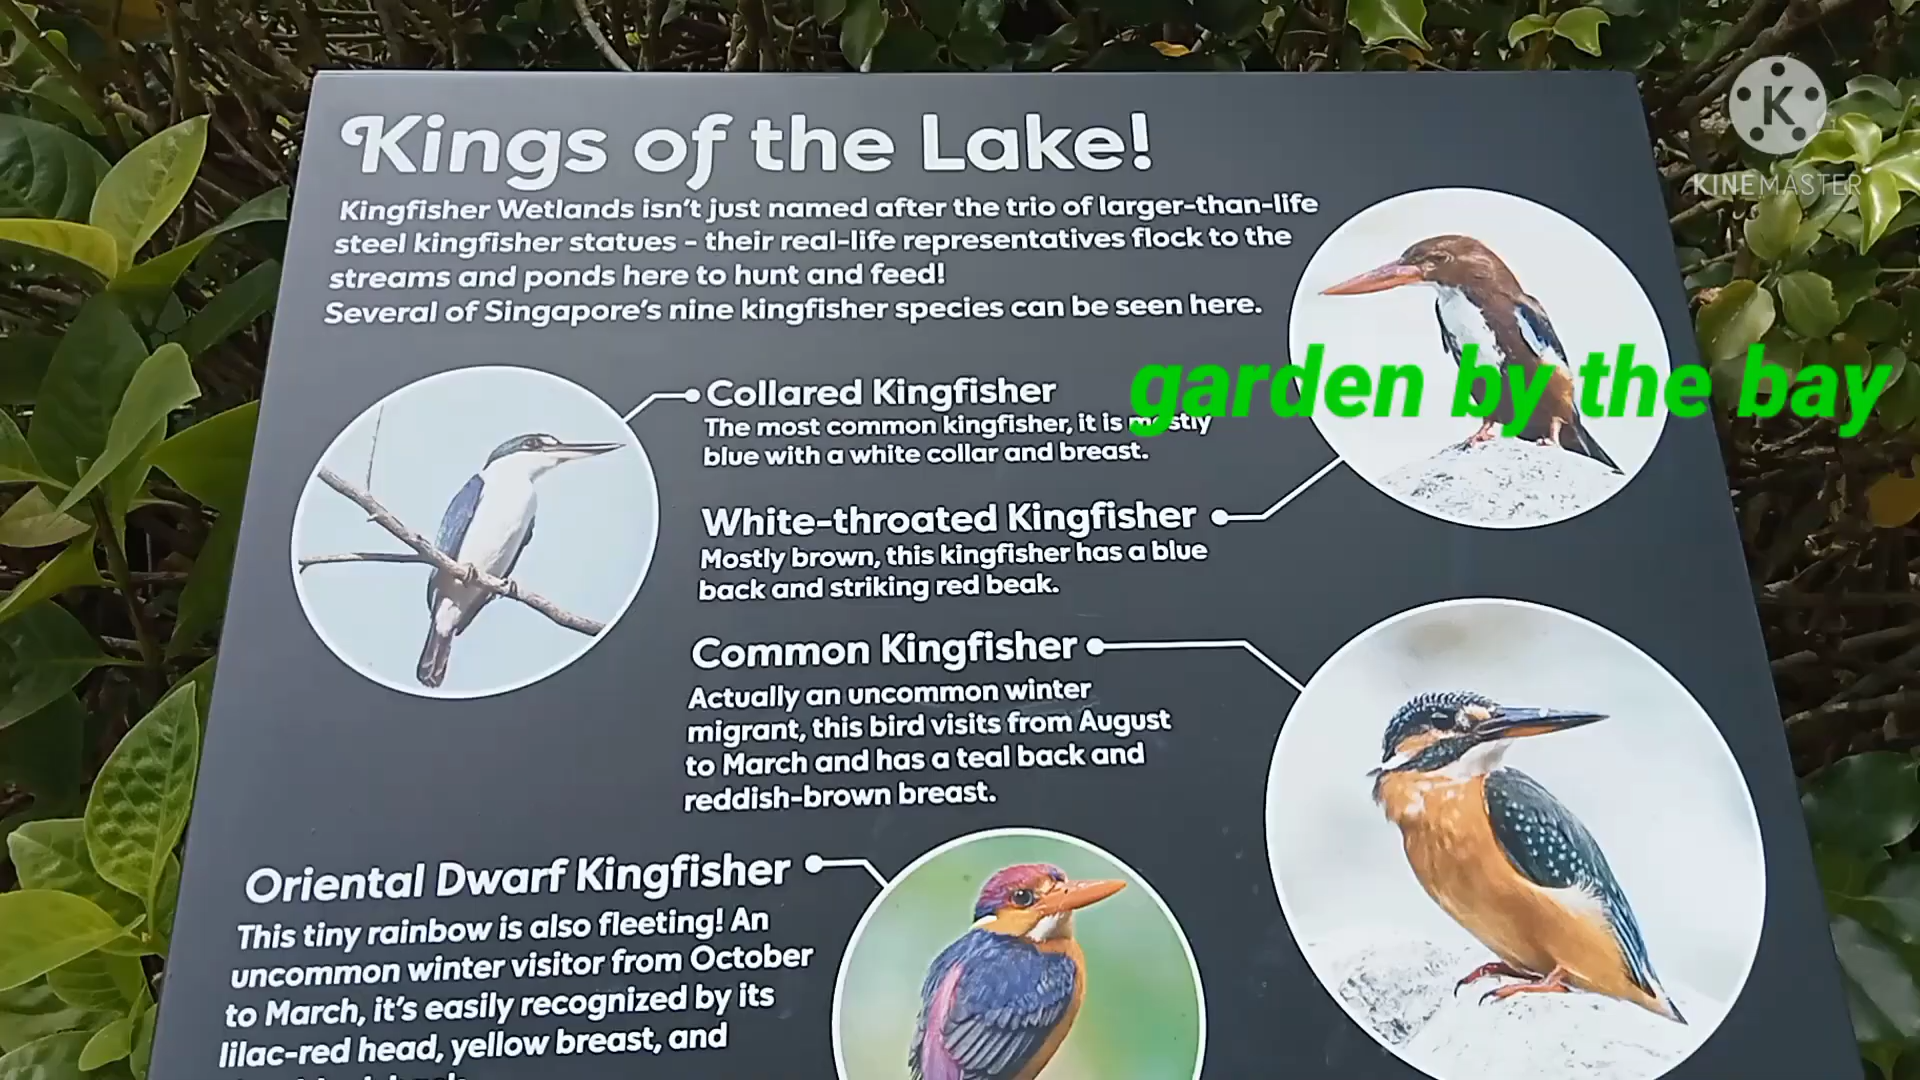 Kings of the Lake!
Kingfisher Wetlands isn't just named after the trio of larger-than-life
steel kingfisher statues - their real-life representatives flock to the
streams and ponds here to hunt and feed!
Several of Singapore's nine kingfisher species can be seen here.
Collared Kingfisher
The most common kingfisher, it is mostly
blue with a white collar and breast.
White-throated Kingfisher
Mostly brown, this kingfisher has a blue
back and striking red beak.
Common Kingfisher
Actually an uncommon winter
migrant, this bird visits from August
to March and has a teal back and
reddish-brown breast.
Oriental Dwarf Kingfisher
This tiny rainbow is also fleeting! An
uncommon winter visitor from October
to March, it's easily recognized by its
lilac-red head, yellow breast, and
garden by the bay
K
KINEMASTER